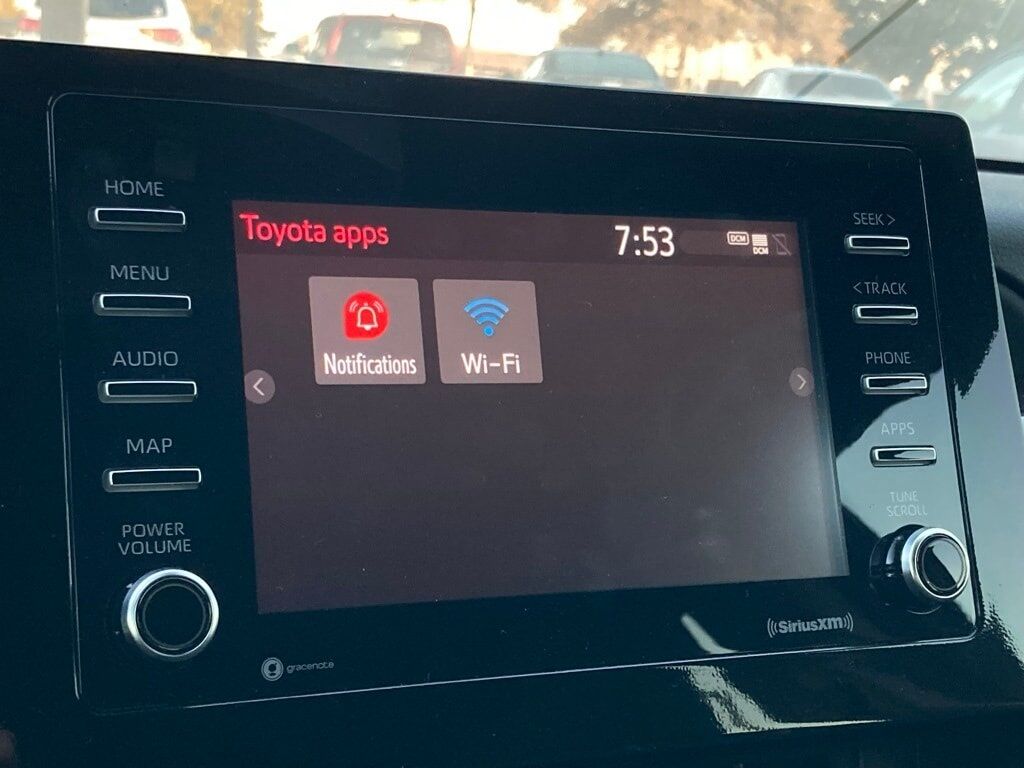 HOME
MENU
AUDIO
MAP
POWER
VOLUME
Toyota apps
7:53
DCM
DCM
Notifications
Wi-Fi
SEEK >
< TRACK
PHONE
APPS
TUNE
SCROLL
SiriusXM
gracenote